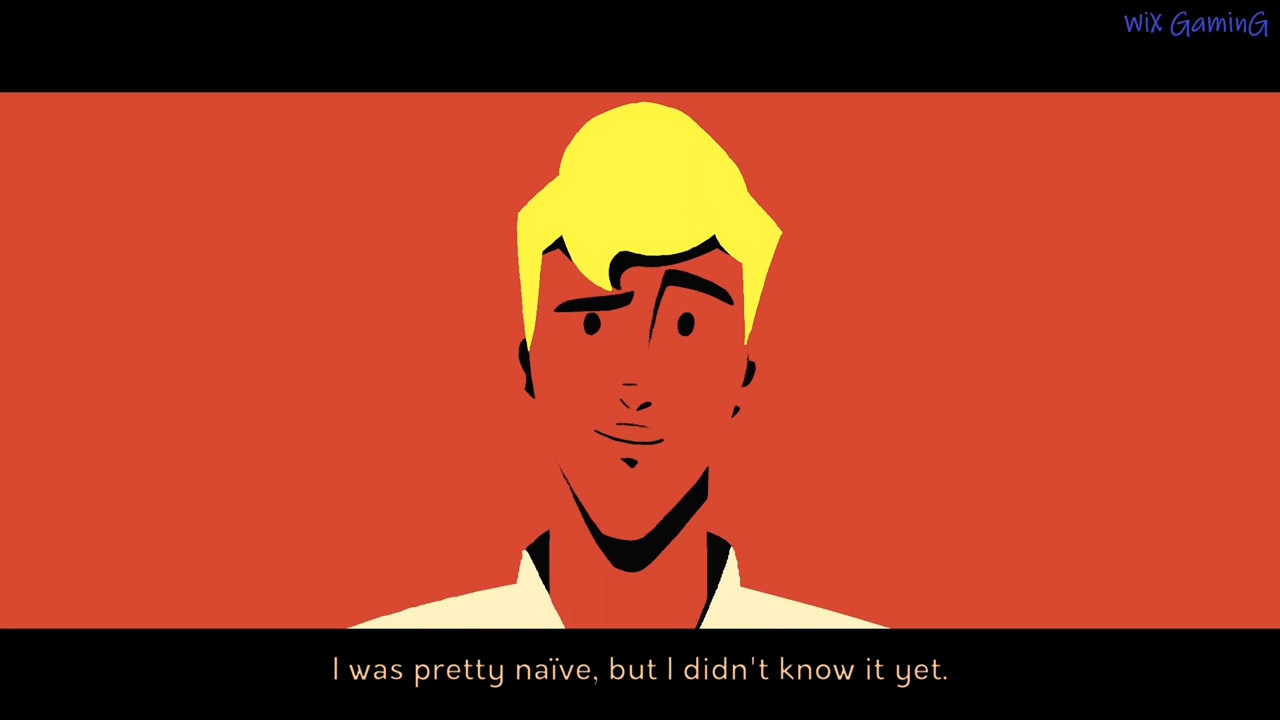 WiX GaminG
I was pretty naïve, but I didn't know it yet.